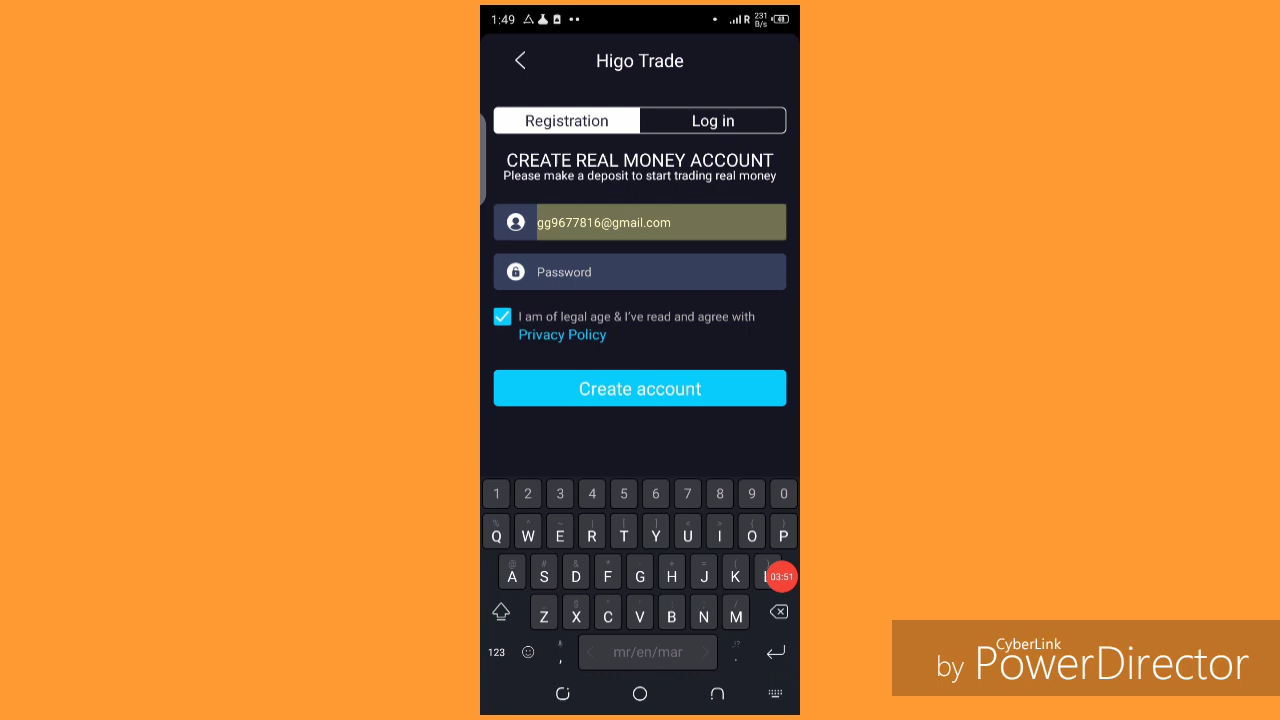 1:49
R 231 B/s 48
Higo Trade
Registration Log in
CREATE REAL MONEY ACCOUNT
Please make a deposit to start trading real money
gg9677816@gmail.com
Password
I am of legal age & I've read and agree with
Privacy Policy
Create account
1 2 3 4 5 6 7 8 9 0
% ^ ~ | [ ] < > { }
Q W E R T Y U I O P
@ # & * - + = ( )
A S D F G H J K L
03:51
Z X C V B N M
123 , mr/en/mar .
CyberLink
by PowerDirector